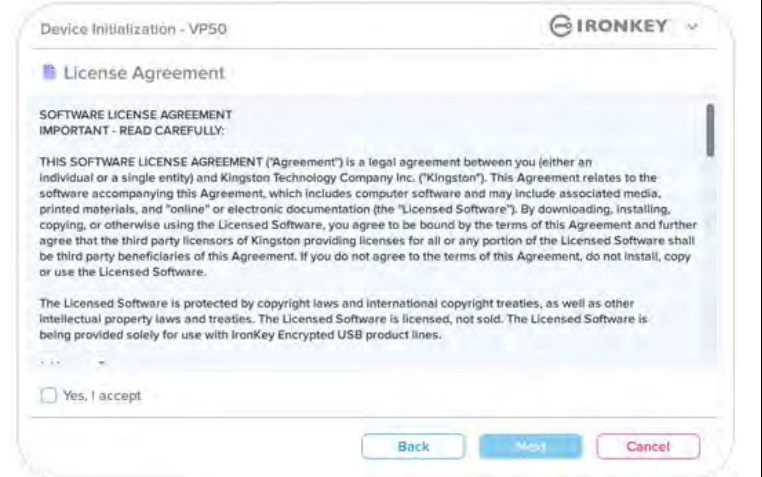 Device Initialization - VP50
IRONKEY
License Agreement
SOFTWARE LICENSE AGREEMENT
IMPORTANT - READ CAREFULLY:
THIS SOFTWARE LICENSE AGREEMENT ("Agreement") is a legal agreement between you (either an
individual or a single entity) and Kingston Technology Company Inc. ("Kingston"). This Agreement relates to the
software accompanying this Agreement, which includes computer software and may include associated media,
printed materials, and "online" or electronic documentation (the "Licensed Software"). By downloading, installing,
copying, or otherwise using the Licensed Software, you agree to be bound by the terms of this Agreement and further
agree that the third party licensors of Kingston providing licenses for all or any portion of the Licensed Software shall
be third party beneficiaries of this Agreement. If you do not agree to the terms of this Agreement, do not install, copy
or use the Licensed Software.
The Licensed Software is protected by copyright laws and international copyright treaties, as well as other
intellectual property laws and treaties. The Licensed Software is licensed, not sold. The Licensed Software is
being provided solely for use with IronKey Encrypted USB product lines.
Yes, I accept
Back
Next
Cancel